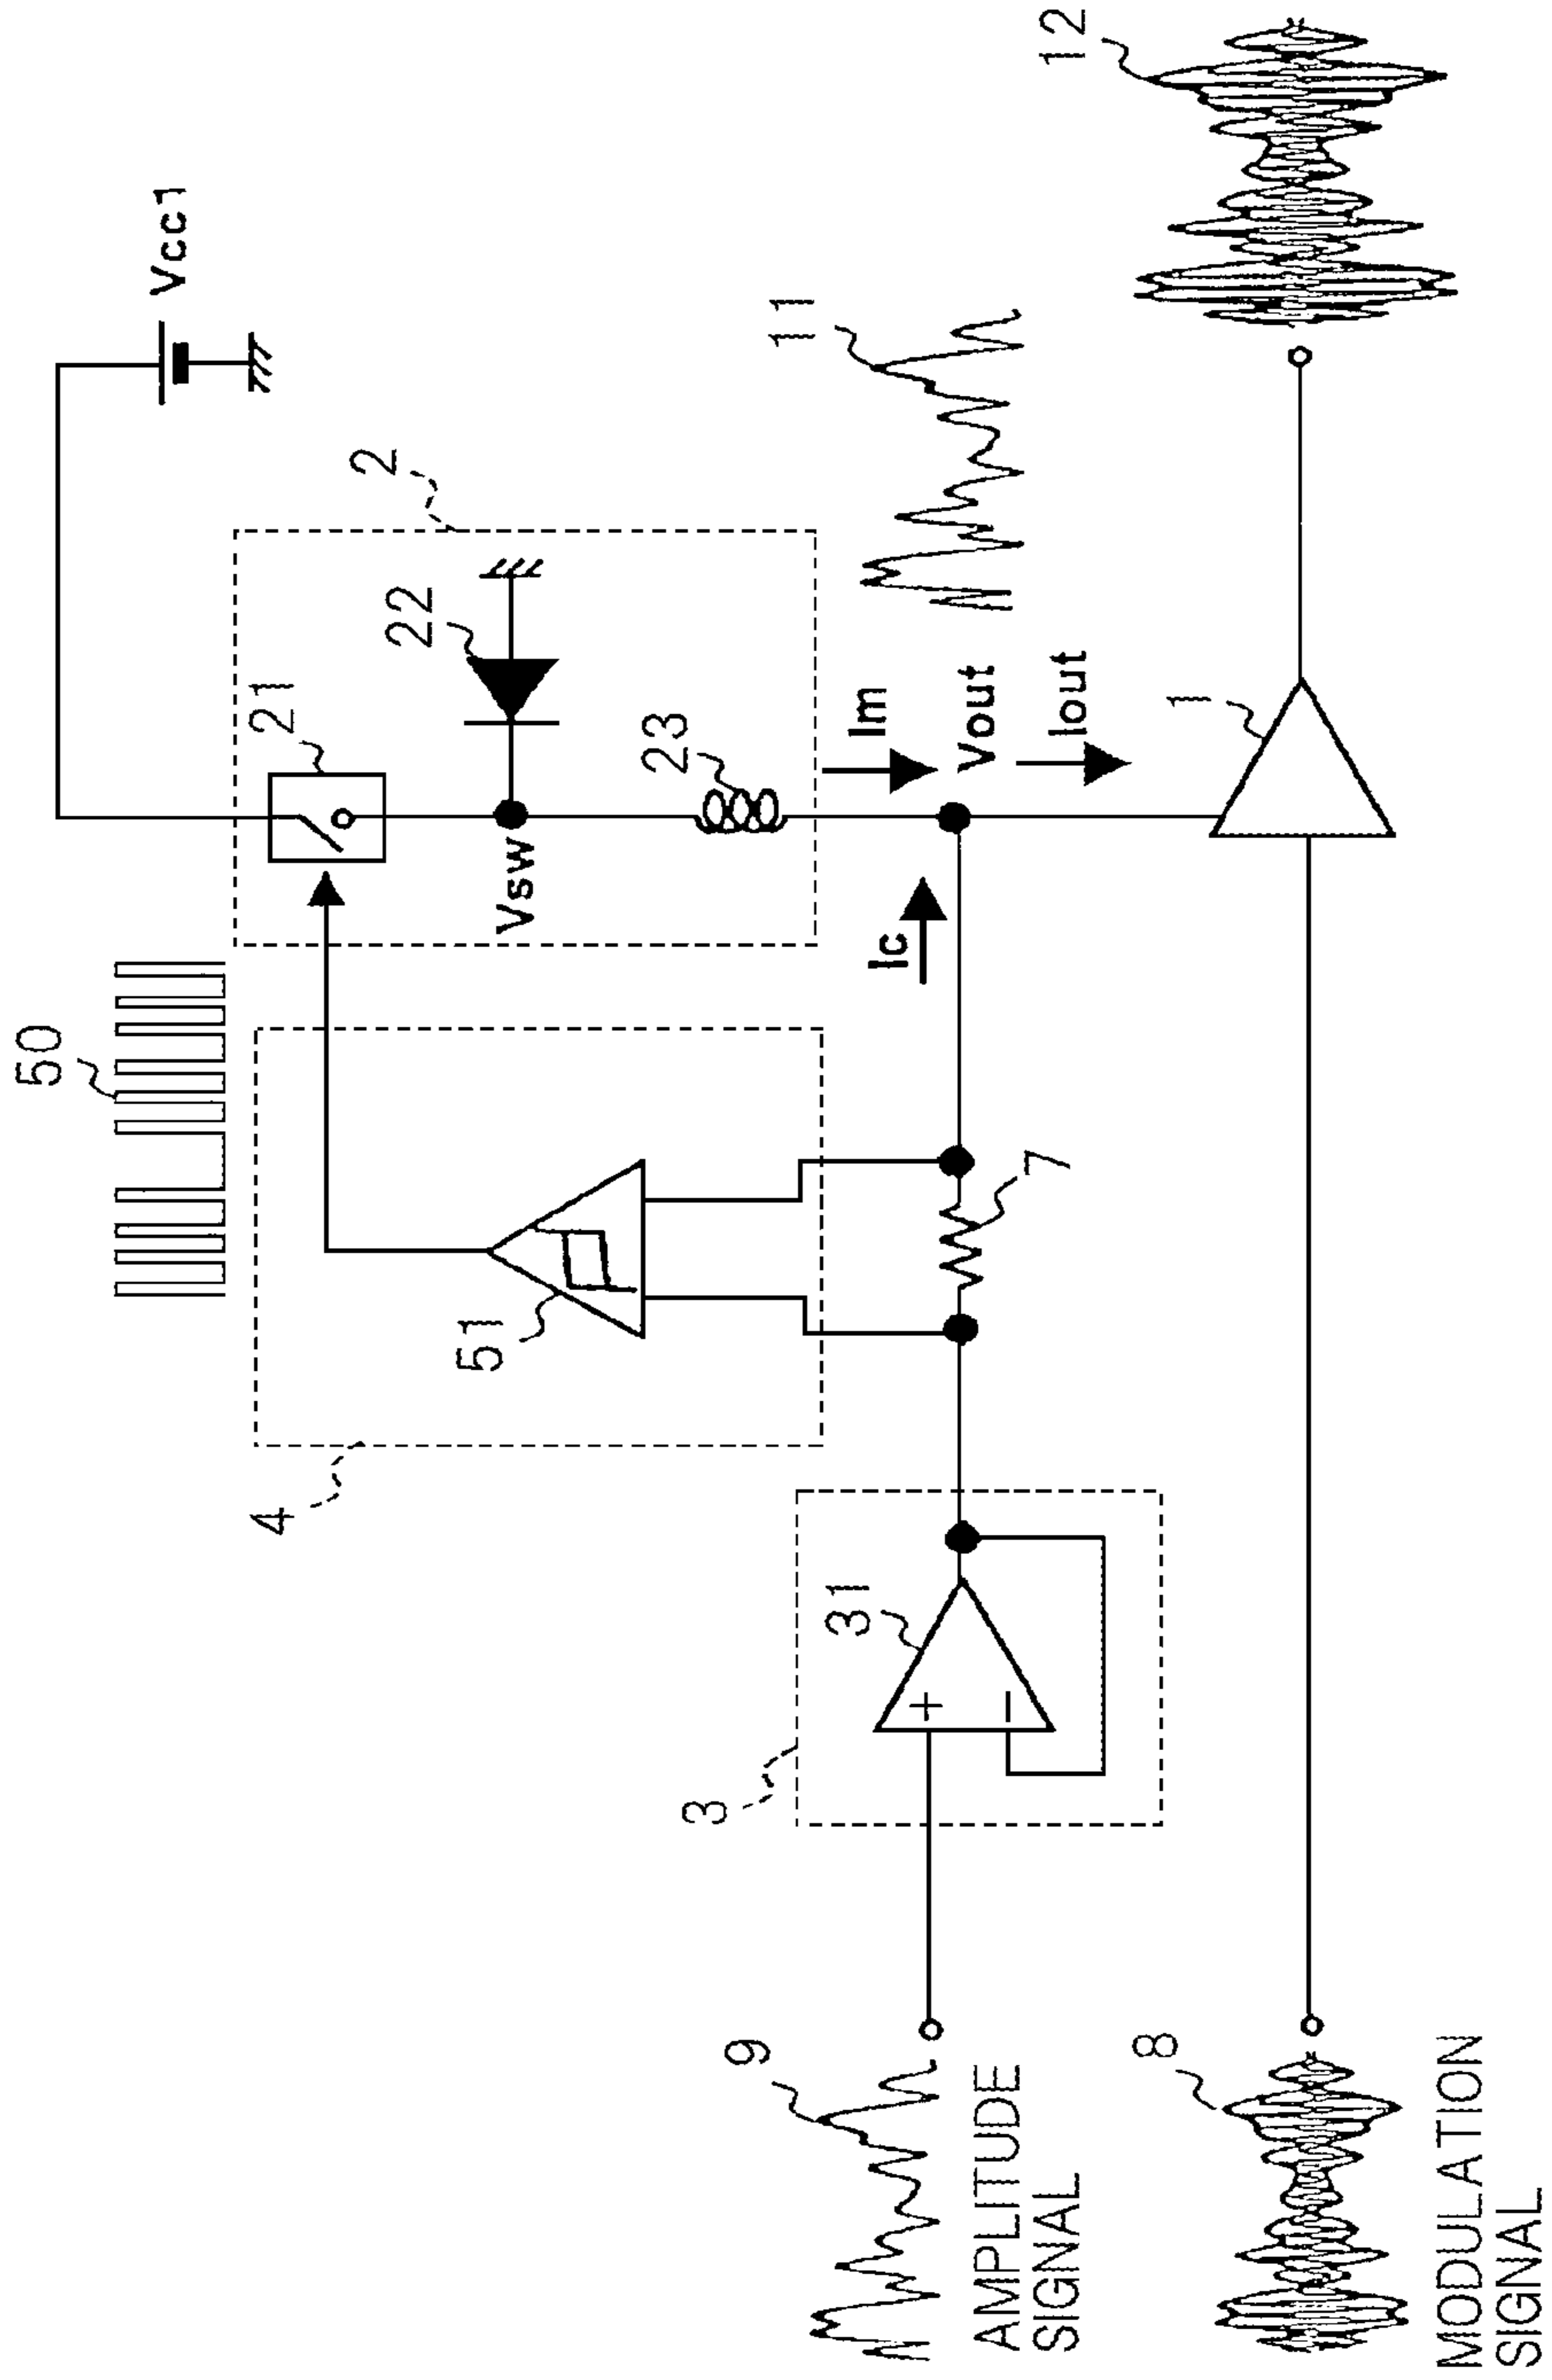 50
Vcc1
2
21
22
4
Vsw
23
12
51
Im
11
Ic
Vout
3
31
7
Iout
9
1
AMPLITUDE
SIGNAL
8
MODULATION
SIGNAL